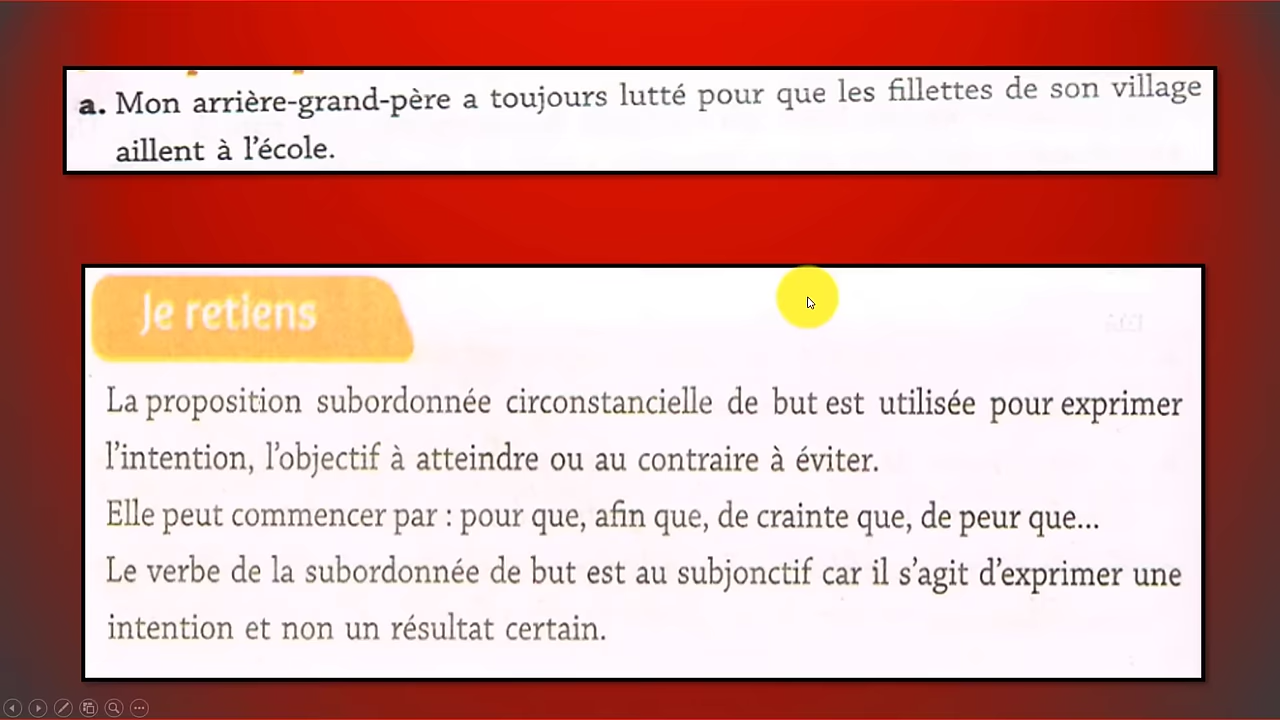 a. Mon arrière-grand-père a toujours lutté pour que les fillettes de son village
aillent à l'école.
Je retiens
La proposition subordonnée circonstancielle de but est utilisée pour exprimer
l'intention, l'objectif à atteindre ou au contraire à éviter.
Elle peut commencer par : pour que, afin que, de crainte que, de peur que...
Le verbe de la subordonnée de but est au subjonctif car il s'agit d'exprimer une
intention et non un résultat certain.